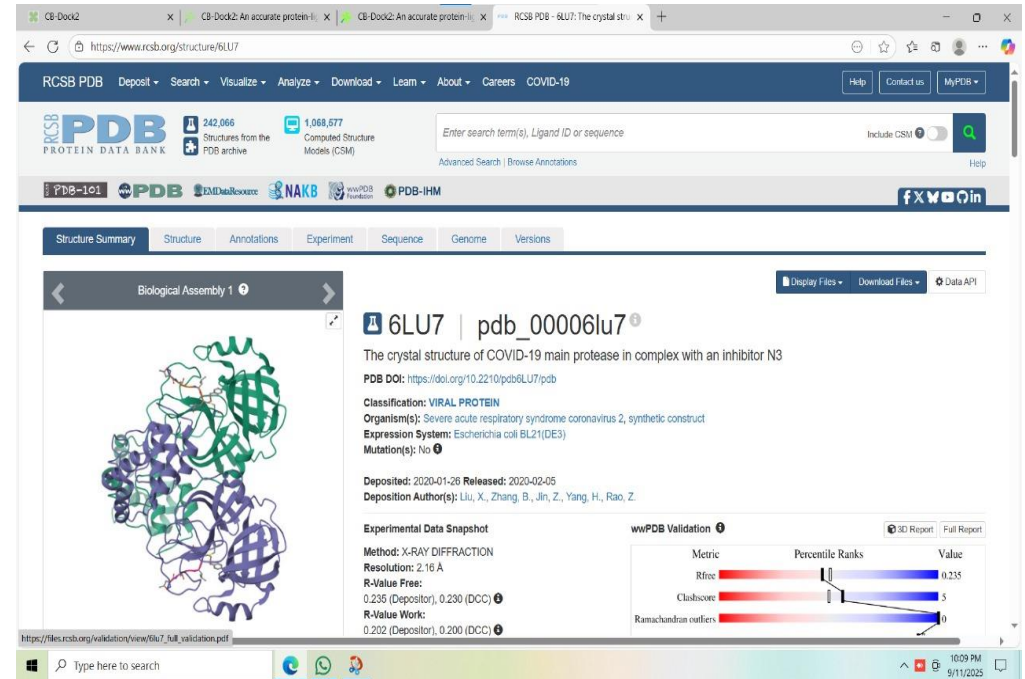 CB-Dock2
CB-Dock2: An accurate protein-li
CB-Dock2: An accurate protein-li
RCSB PDB - 6LU7: The crystal stru
https://www.rcsb.org/structure/6LU7
RCSB PDB Deposit Search Visualize Analyze Download Learn About Careers COVID-19 Help Contact us MyPDB
RCSB PDB
PROTEIN DATA BANK
242,066
Structures from the
PDB archive
1,068,577
Computed Structure
Models (CSM)
Enter search term(s), Ligand ID or sequence
Include CSM
Advanced Search | Browse Annotations
Help
PDB-101 PDB EMDataResource NAKB wwPDB Foundation PDB-IHM
Structure Summary Structure Annotations Experiment Sequence Genome Versions
Biological Assembly 1
Display Files Download Files Data API
6LU7 | pdb_00006lu7
The crystal structure of COVID-19 main protease in complex with an inhibitor N3
PDB DOI: https://doi.org/10.2210/pdb6LU7/pdb
Classification: VIRAL PROTEIN
Organism(s): Severe acute respiratory syndrome coronavirus 2, synthetic construct
Expression System: Escherichia coli BL21(DE3)
Mutation(s): No
Deposited: 2020-01-26 Released: 2020-02-05
Deposition Author(s): Liu, X., Zhang, B., Jin, Z., Yang, H., Rao, Z.
Experimental Data Snapshot
Method: X-RAY DIFFRACTION
Resolution: 2.16 Å
R-Value Free:
0.235 (Depositor), 0.230 (DCC)
R-Value Work:
0.202 (Depositor), 0.200 (DCC)
wwPDB Validation
3D Report Full Report
Metric Percentile Ranks Value
Rfree 0.235
Clashscore 5
Ramachandran outliers 0
https://files.rcsb.org/validation/view/6lu7_full_validation.pdf
Type here to search
10:09 PM
9/11/2025